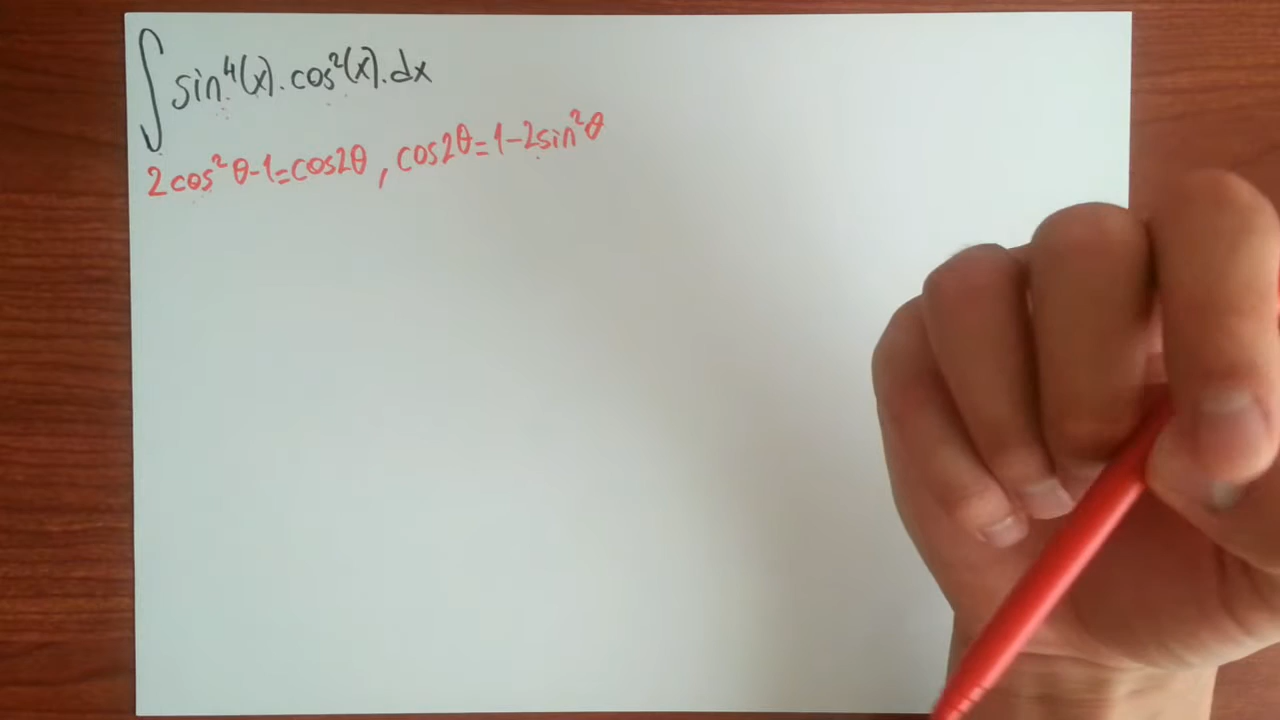 ∫ sin⁴(x).cos²(x).dx
2cos²θ-1=cos2θ, cos2θ=1-2sin²θ